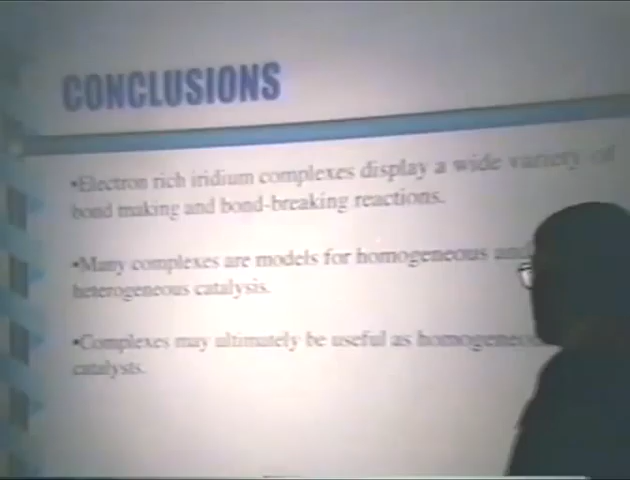 CONCLUSIONS
•Electron rich iridium complexes display a wide variety of
bond making and bond-breaking reactions.
•Many complexes are models for homogeneous and
heterogeneous catalysis.
•Complexes may ultimately be useful as homogeneous
catalysts.